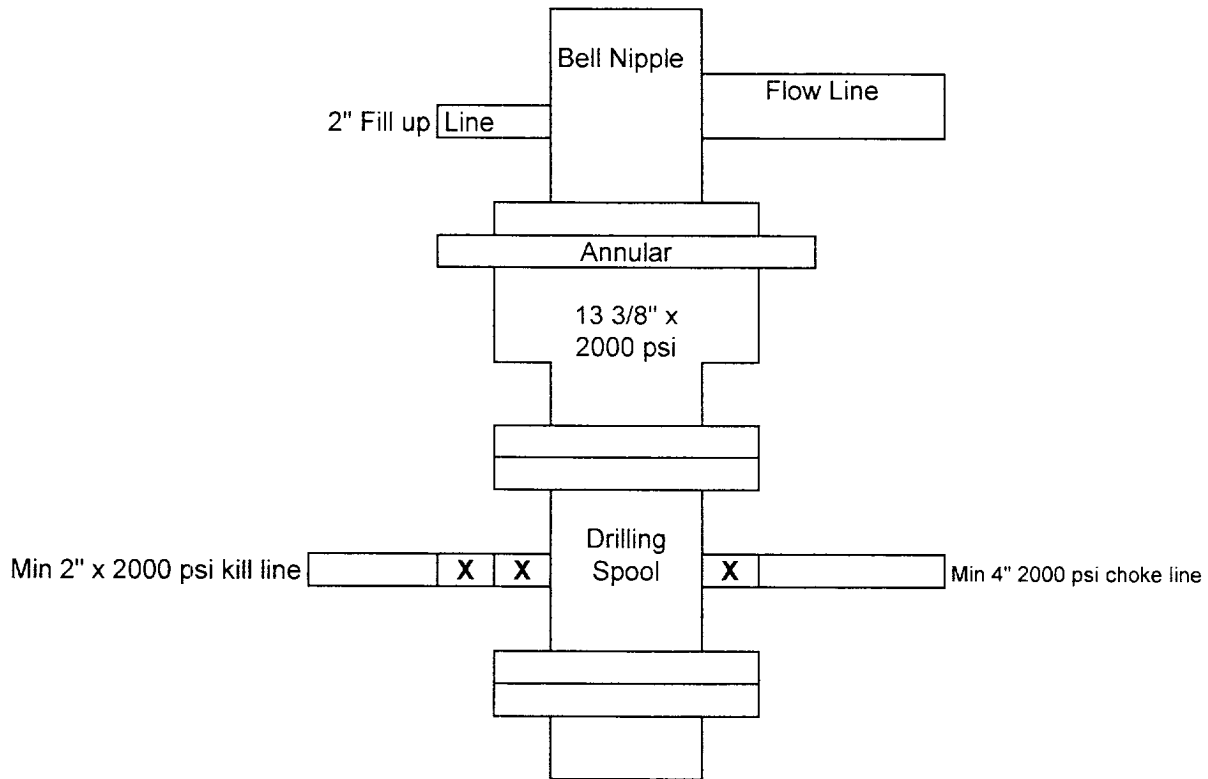 Bell Nipple
Flow Line
2" Fill up Line
Annular
13 3/8" x
2000 psi
Drilling
Spool
Min 2" x 2000 psi kill line
X X
X
Min 4" 2000 psi choke line